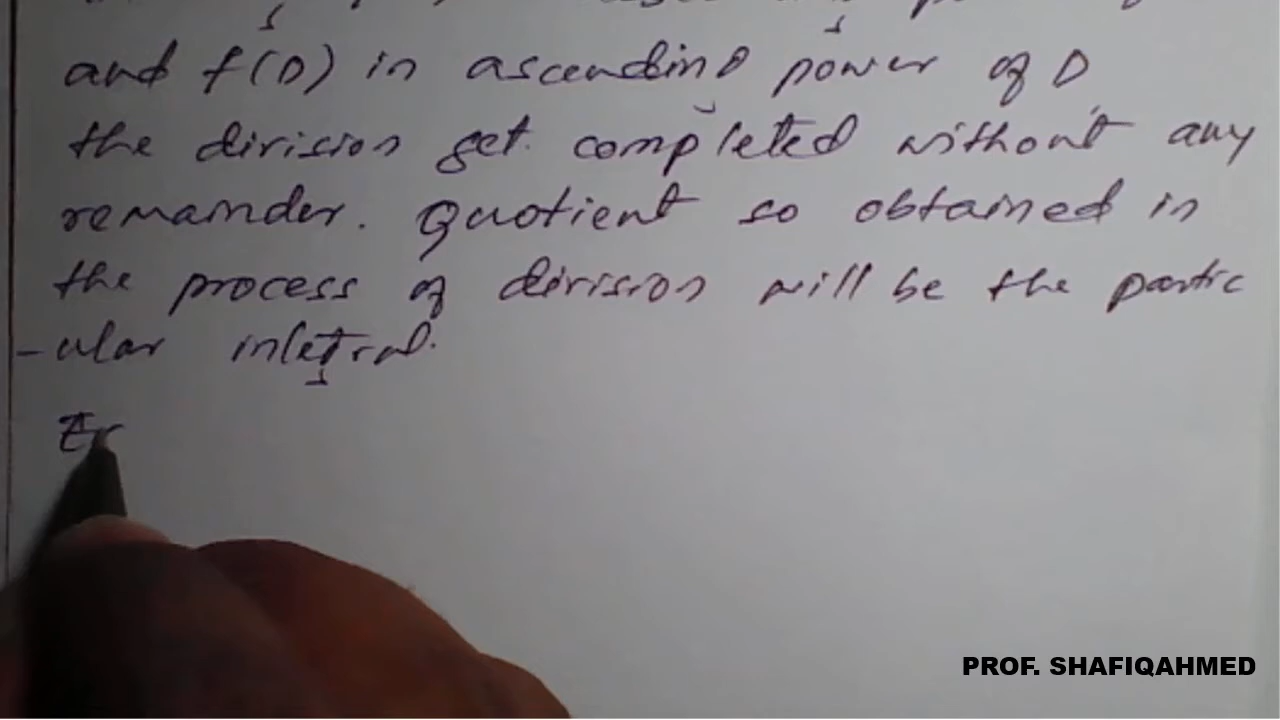 and f(D) in ascending power of D
the division get completed without any
remainder. Quotient so obtained in
the process of division will be the partic
-ular integral.
Ex
PROF. SHAFIQAHMED